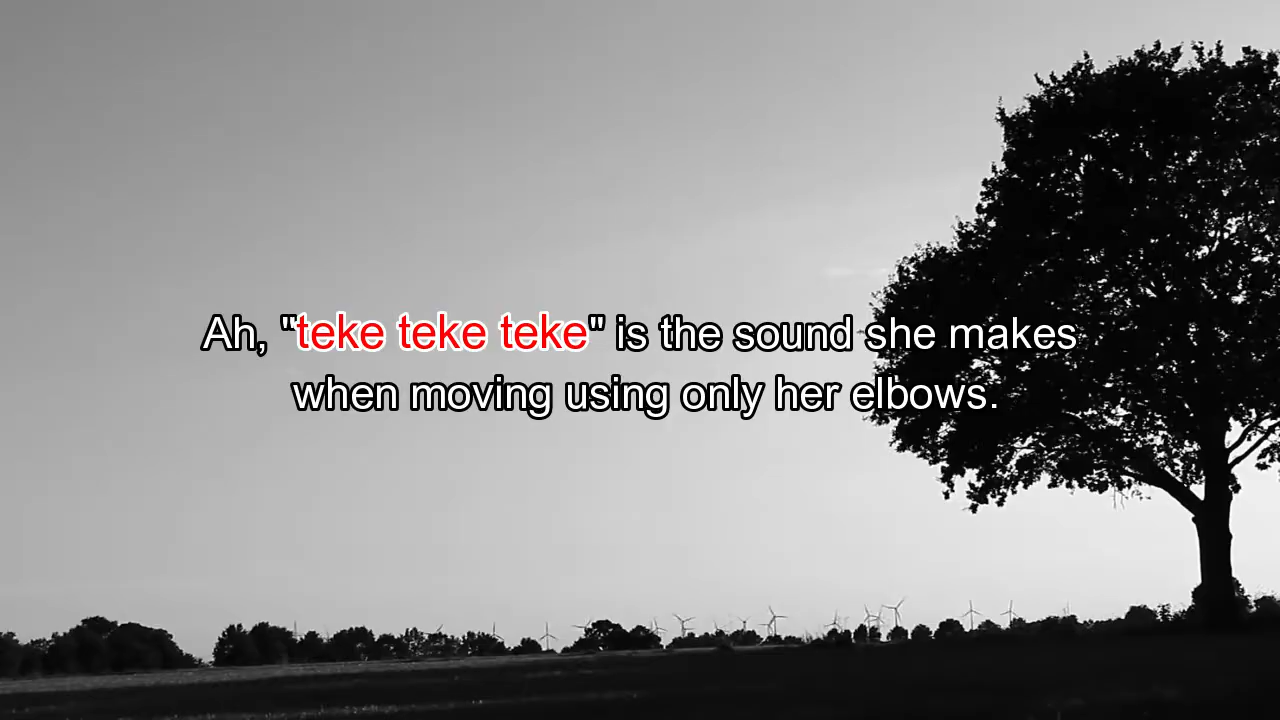 Ah, "teke teke teke" is the sound she makes
when moving using only her elbows.